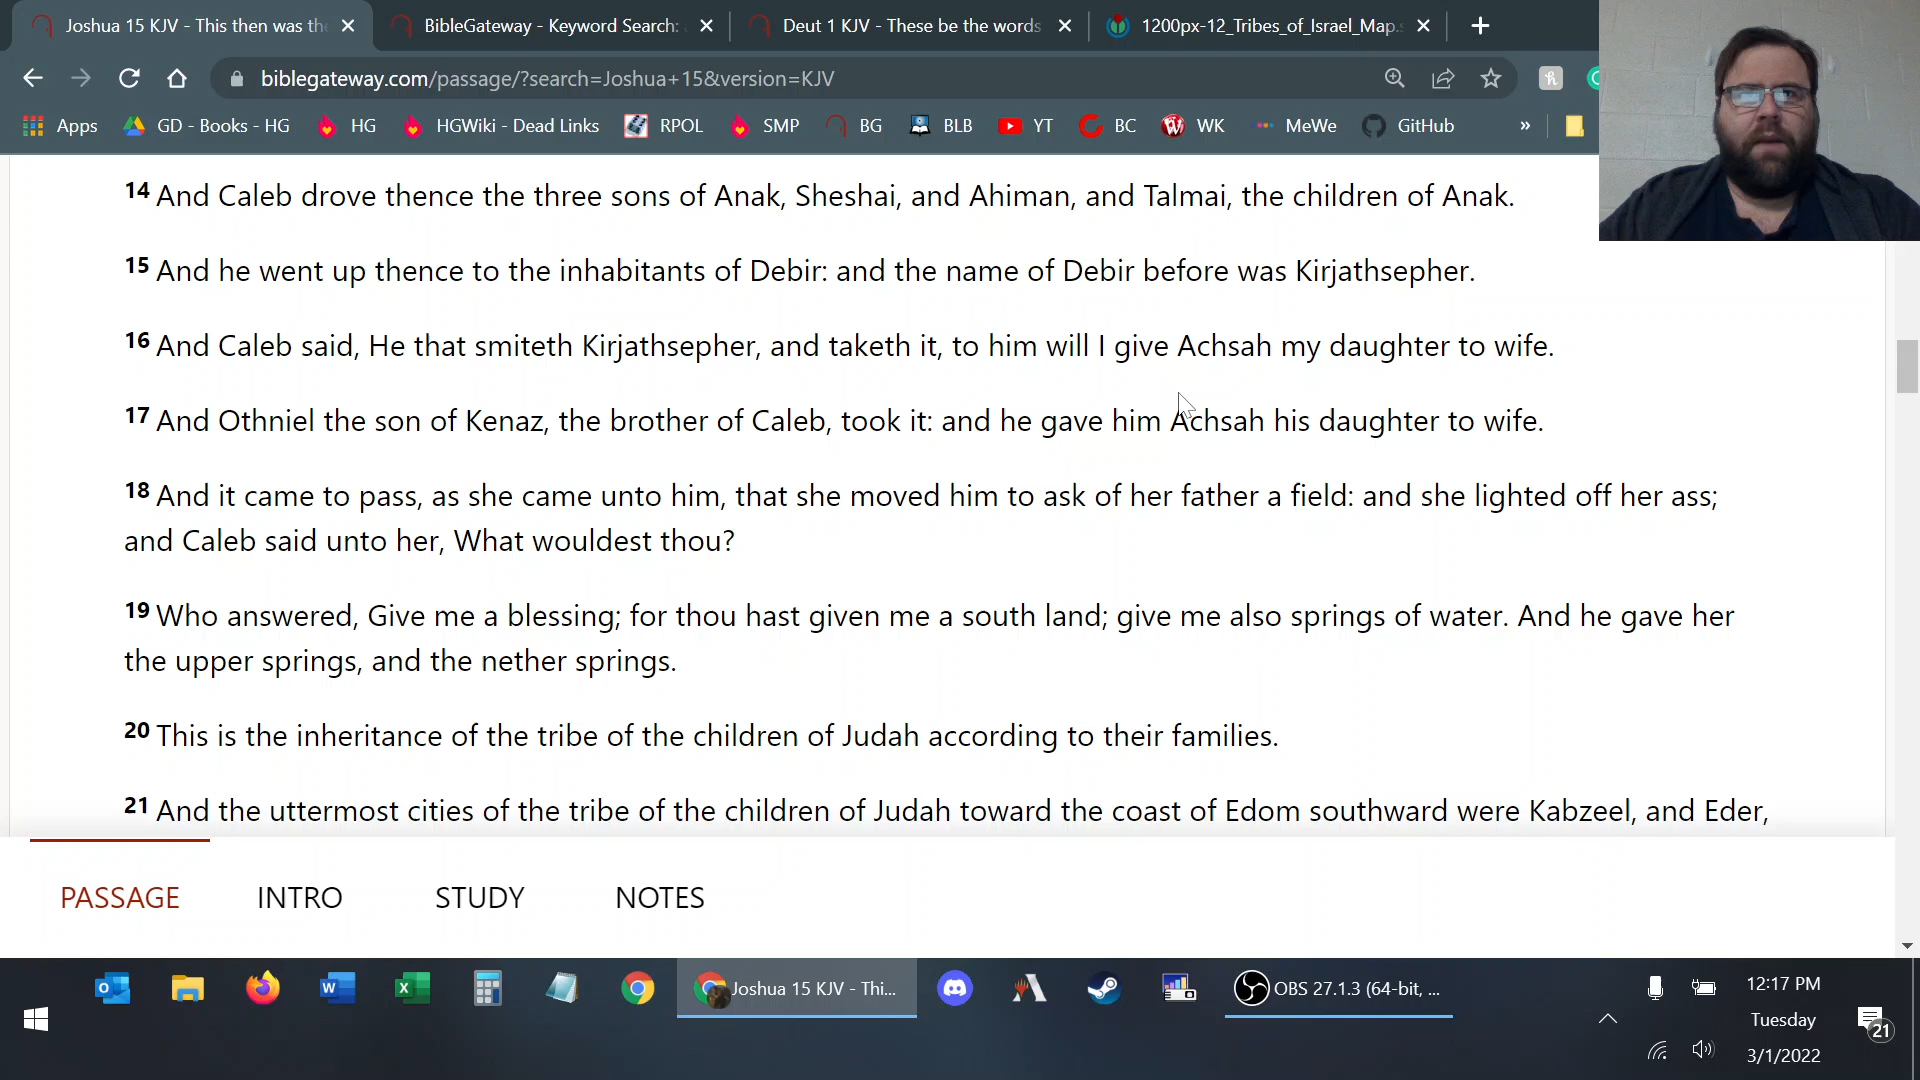 Joshua 15 KJV - This then was the
BibleGateway - Keyword Search:
Deut 1 KJV - These be the words
1200px-12_Tribes_of_Israel_Map.s
biblegateway.com/passage/?search=Joshua+15&version=KJV
Apps GD - Books - HG HG HGWiki - Dead Links RPOL SMP BG BLB YT BC WK MeWe GitHub »
14 And Caleb drove thence the three sons of Anak, Sheshai, and Ahiman, and Talmai, the children of Anak.
15 And he went up thence to the inhabitants of Debir: and the name of Debir before was Kirjathsepher.
16 And Caleb said, He that smiteth Kirjathsepher, and taketh it, to him will I give Achsah my daughter to wife.
17 And Othniel the son of Kenaz, the brother of Caleb, took it: and he gave him Achsah his daughter to wife.
18 And it came to pass, as she came unto him, that she moved him to ask of her father a field: and she lighted off her ass;
and Caleb said unto her, What wouldest thou?
19 Who answered, Give me a blessing; for thou hast given me a south land; give me also springs of water. And he gave her
the upper springs, and the nether springs.
20 This is the inheritance of the tribe of the children of Judah according to their families.
21 And the uttermost cities of the tribe of the children of Judah toward the coast of Edom southward were Kabzeel, and Eder,
PASSAGE INTRO STUDY NOTES
Joshua 15 KJV - Thi...
OBS 27.1.3 (64-bit, ...
12:17 PM
Tuesday
3/1/2022
21